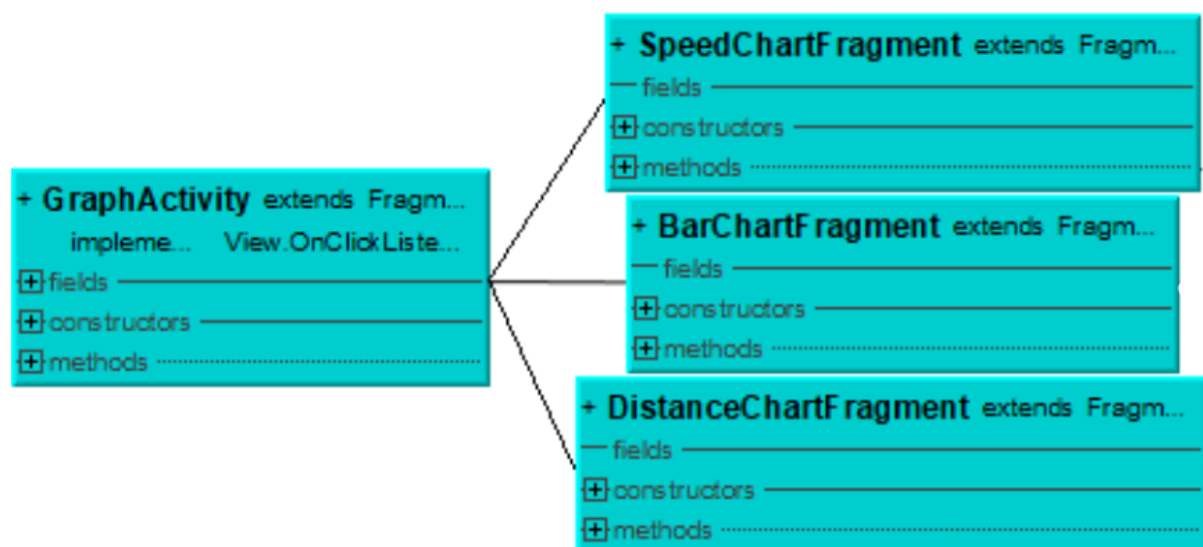 + GraphActivity extends Fragm...
impleme... View.OnClickListe...
fields
constructors
methods
+ SpeedChartFragment extends Fragm...
fields
constructors
methods
+ BarChartFragment extends Fragm...
fields
constructors
methods
+ DistanceChartFragment extends Fragm...
fields
constructors
methods